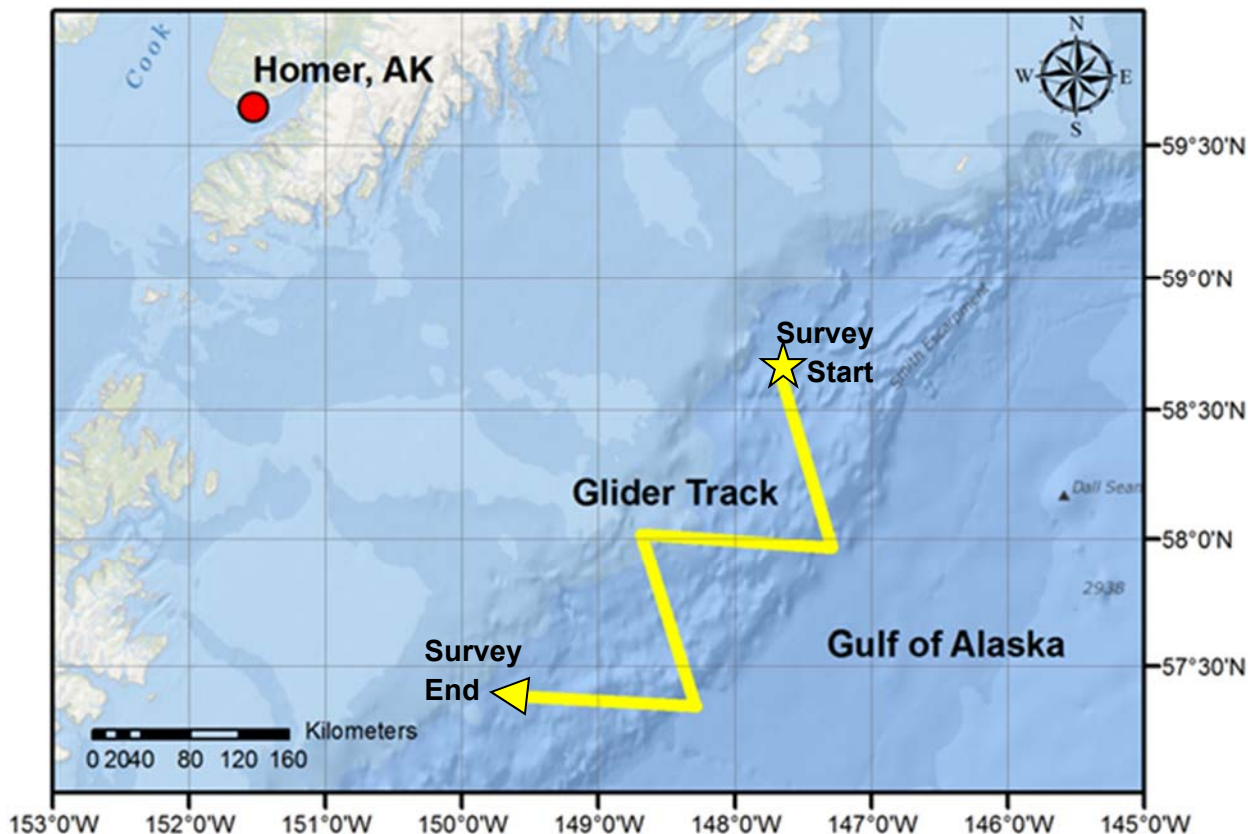 Cook
Homer, AK
N
W
E
S
59°30'N
59°0'N
Survey
Start
Smith Escarpment
58°30'N
Glider Track
Dall Sean
58°0'N
2938
Gulf of Alaska
Survey
End
57°30'N
Kilometers
0 20 40 80 120 160
153°0'W 152°0'W 151°0'W 150°0'W 149°0'W 148°0'W 147°0'W 146°0'W 145°0'W